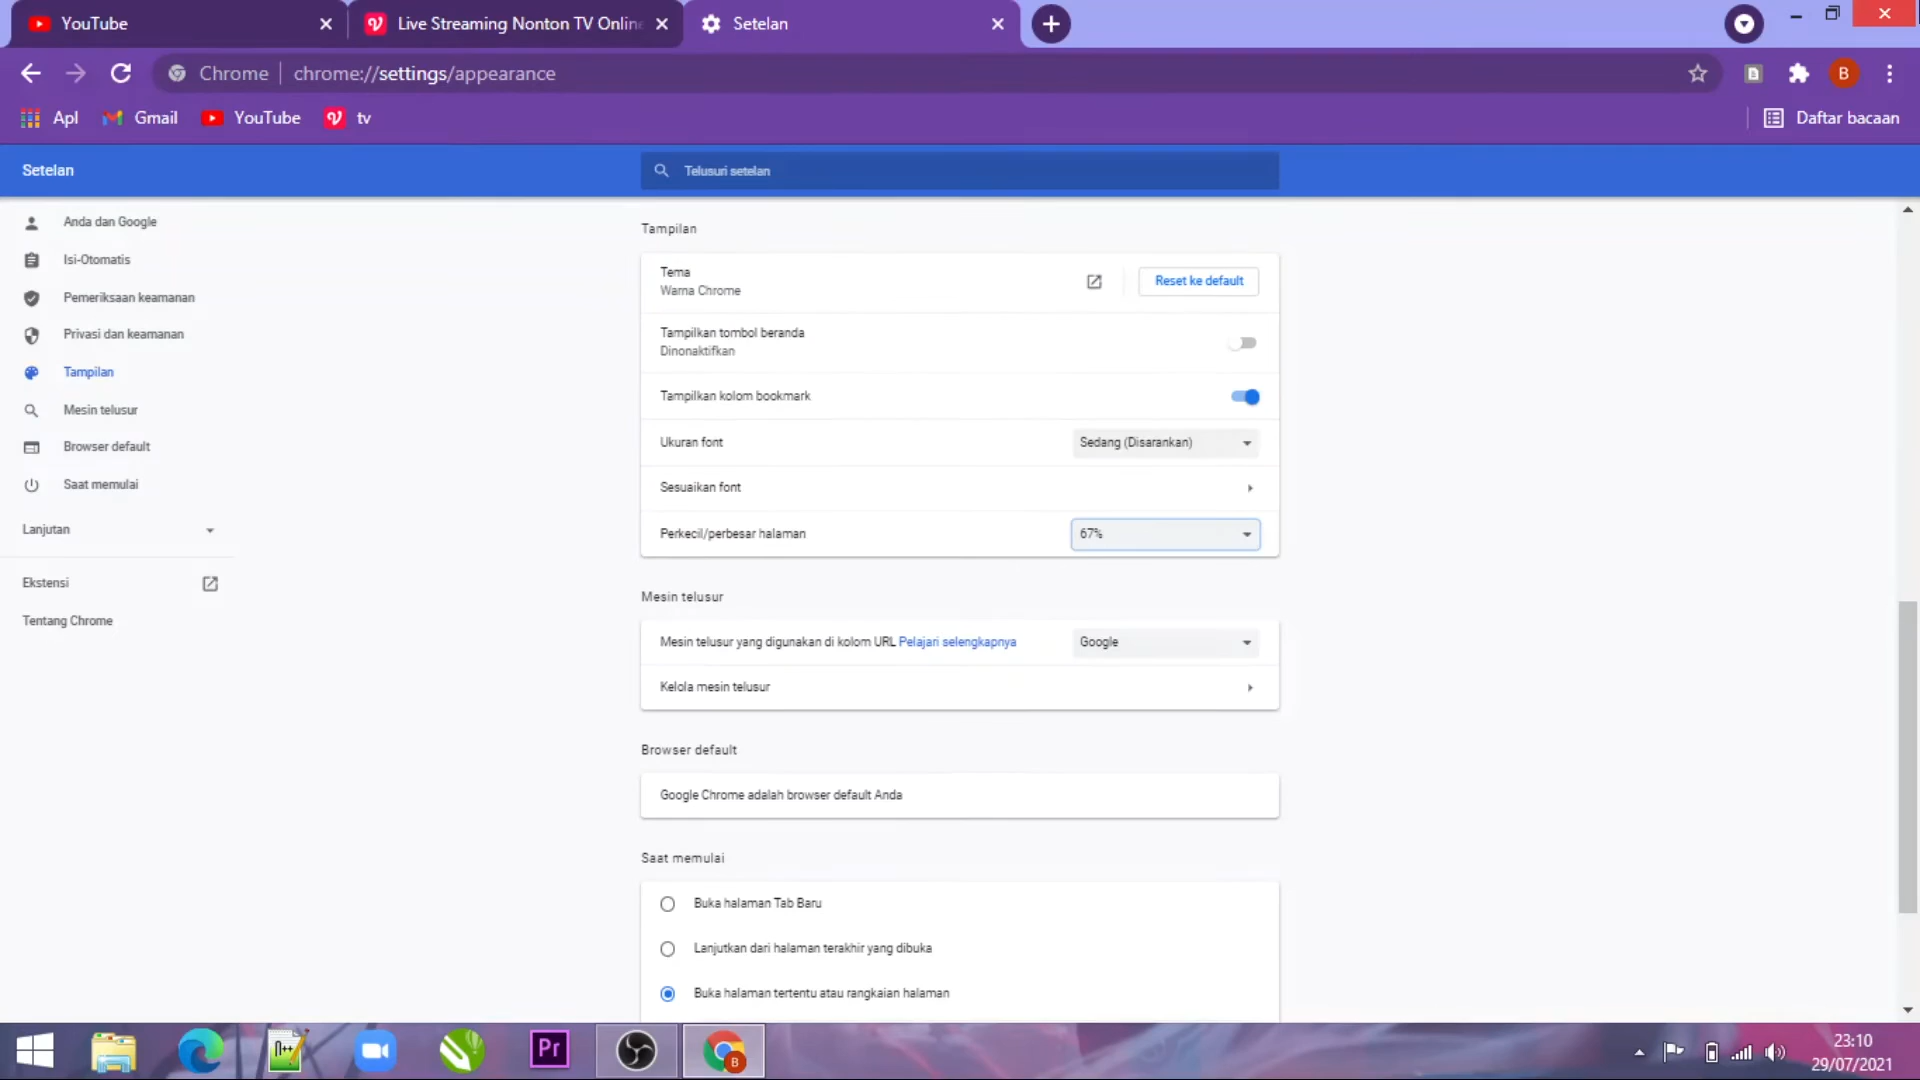 YouTube
Live Streaming Nonton TV Onlin
Setelan
Chrome
chrome://settings/appearance
B
Apl
Gmail
YouTube
tv
Daftar bacaan
Setelan
Telusuri setelan
Anda dan Google
Isi-Otomatis
Pemeriksaan keamanan
Privasi dan keamanan
Tampilan
Mesin telusur
Browser default
Saat memulai
Lanjutan
Ekstensi
Tentang Chrome
Tampilan
Tema
Warna Chrome
Reset ke default
Tampilkan tombol beranda
Dinonaktifkan
Tampilkan kolom bookmark
Ukuran font
Sedang (Disarankan)
Sesuaikan font
Perkecil/perbesar halaman
67%
Mesin telusur
Mesin telusur yang digunakan di kolom URL Pelajari selengkapnya
Google
Kelola mesin telusur
Browser default
Google Chrome adalah browser default Anda
Saat memulai
Buka halaman Tab Baru
Lanjutkan dari halaman terakhir yang dibuka
Buka halaman tertentu atau rangkaian halaman
Pr
B
23:10
29/07/2021